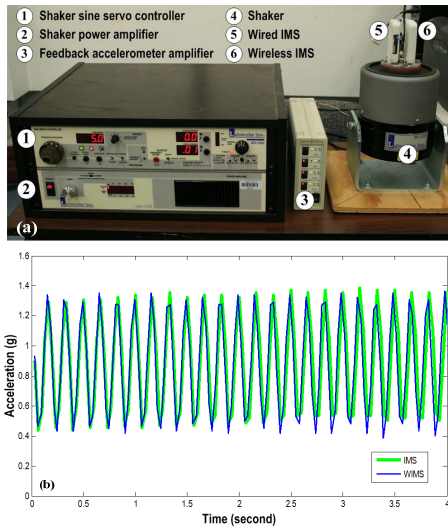 1 Shaker sine servo controller
2 Shaker power amplifier
3 Feedback accelerometer amplifier
4 Shaker
5 Wired IMS
6 Wireless IMS
5
6
1
5.0
0.0
.0
4
2
3
(a)
1.6
1.4
1.2
1
0.8
0.6
0.4
0.2
0
Acceleration (g)
(b)
IMS
WIMS
0 0.5 1 1.5 2 2.5 3 3.5 4
Time (second)